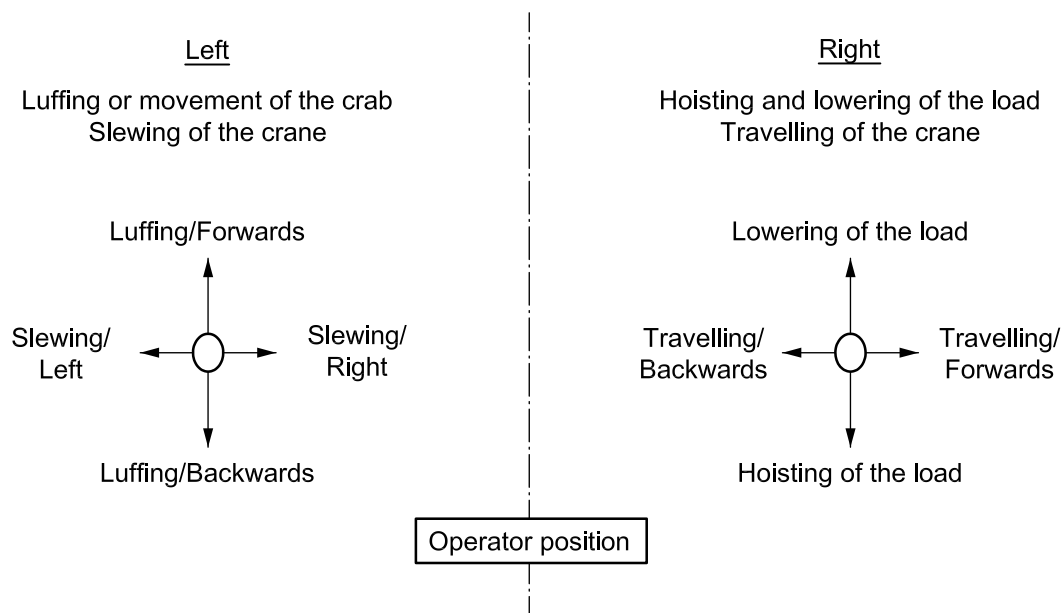 Left
Luffing or movement of the crab
Slewing of the crane
Luffing/Forwards
Slewing/
Left
Slewing/
Right
Luffing/Backwards
Right
Hoisting and lowering of the load
Travelling of the crane
Lowering of the load
Travelling/
Backwards
Travelling/
Forwards
Hoisting of the load
Operator position